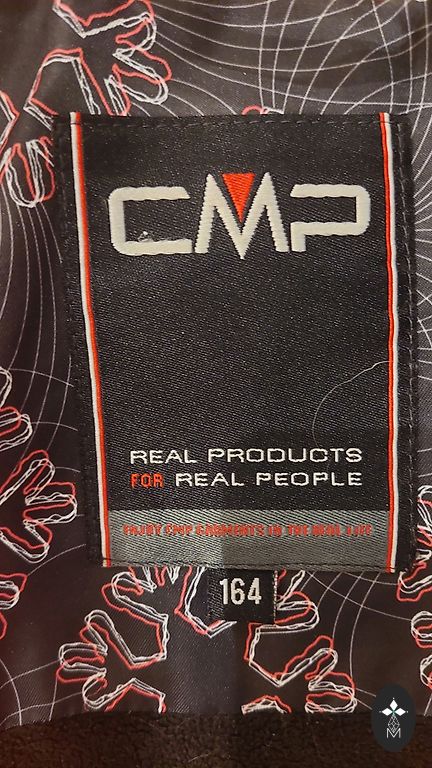 CMP
REAL PRODUCTS
FOR REAL PEOPLE
ENJOY CMP GARMENTS IN THE REAL LIFE
164
M